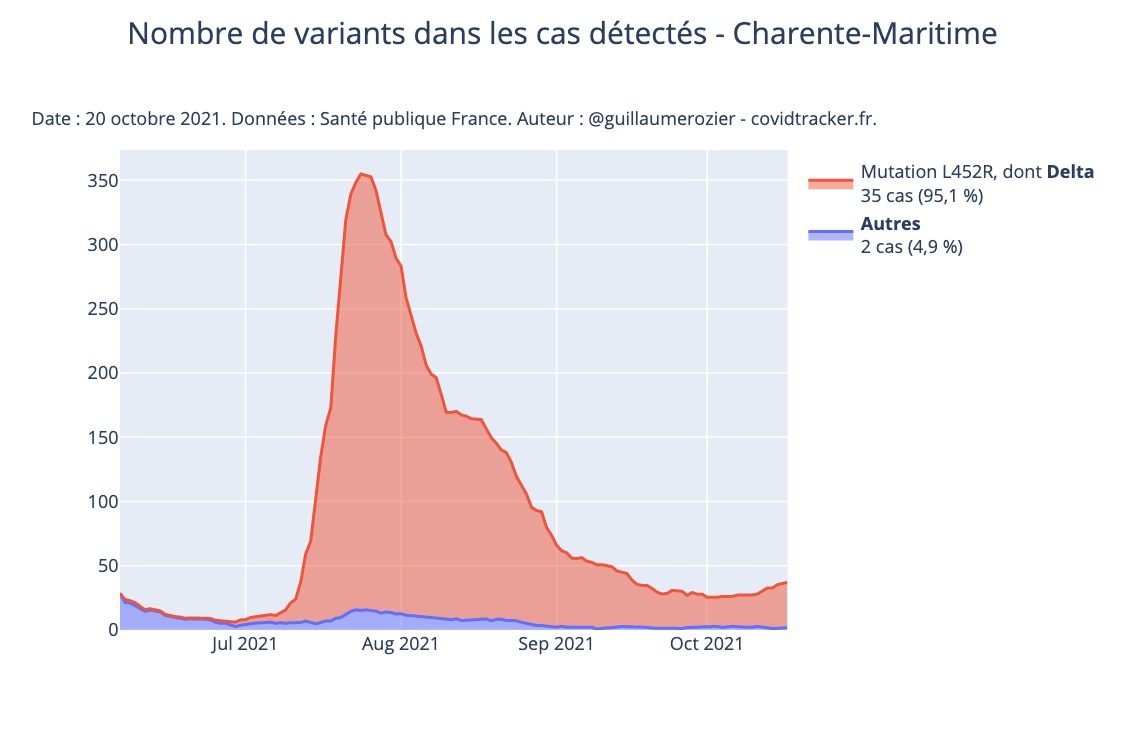 Nombre de variants dans les cas détectés - Charente-Maritime
Date : 20 octobre 2021. Données : Santé publique France. Auteur : @guillaumerozier - covidtracker.fr.
Mutation L452R, dont Delta
35 cas (95,1 %)
Autres
2 cas (4,9 %)
350
300
250
200
150
100
50
0
Jul 2021 Aug 2021 Sep 2021 Oct 2021